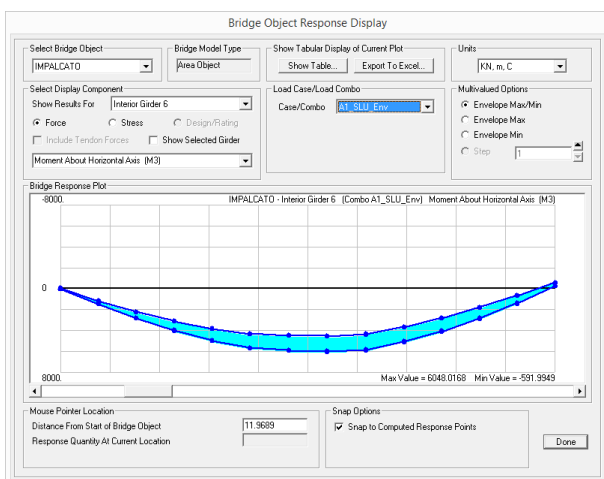 Bridge Object Response Display
Select Bridge Object
IMPALCATO
Bridge Model Type
Area Object
Show Tabular Display of Current Plot
Show Table...
Export To Excel...
Units
KN, m, C
Select Display Component
Show Results For
Interior Girder 6
Force
Stress
Design/Rating
Include Tendon Forces
Show Selected Girder
Moment About Horizontal Axis (M3)
Load Case/Load Combo
Case/Combo
A1_SLU_Env
Multivalued Options
Envelope Max/Min
Envelope Max
Envelope Min
Step
1
Bridge Response Plot
-8000.
IMPALCATO - Interior Girder 6 (Combo A1_SLU_Env) Moment About Horizontal Axis (M3)
0
8000.
Max Value = 6048.0168 Min Value = -591.9949
Mouse Pointer Location
Distance From Start of Bridge Object
11.9689
Response Quantity At Current Location
Snap Options
Snap to Computed Response Points
Done